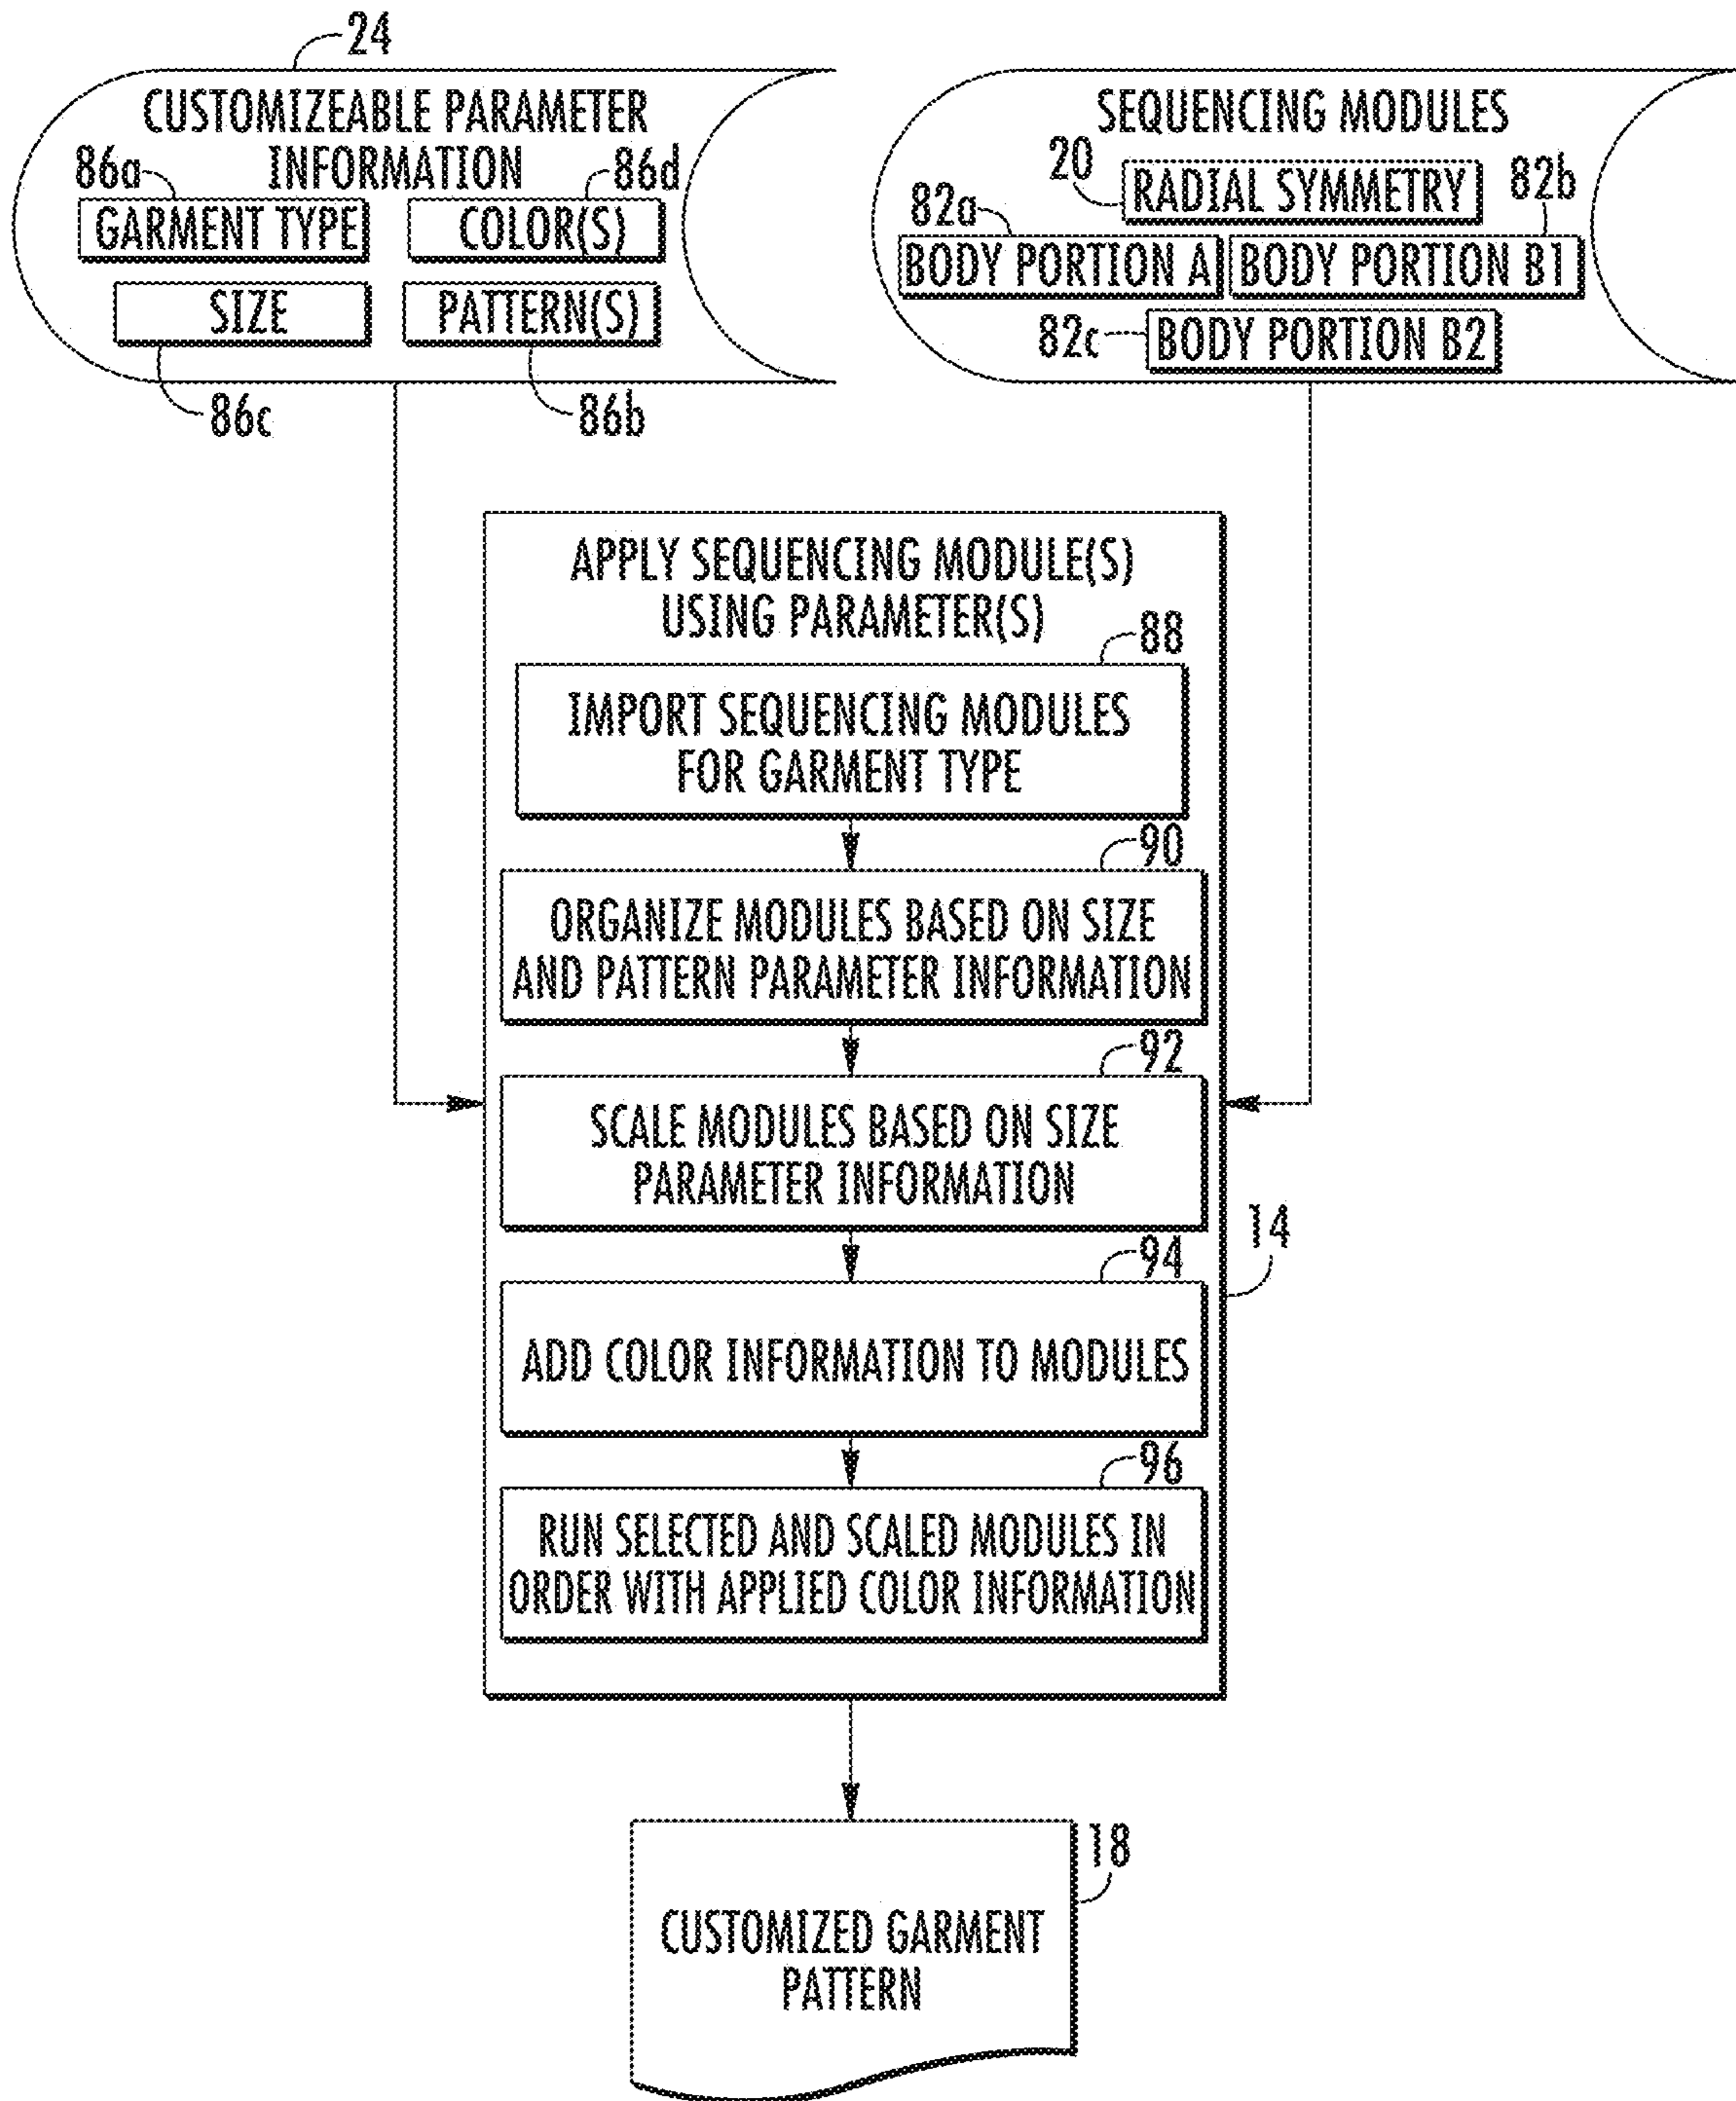 24
CUSTOMIZEABLE PARAMETER
INFORMATION
86a
86d
GARMENT TYPE
COLOR(S)
SIZE
PATTERN(S)
86c
86b
SEQUENCING MODULES
20
RADIAL SYMMETRY
82b
82a
BODY PORTION A
BODY PORTION B1
82c
BODY PORTION B2
APPLY SEQUENCING MODULE(S)
USING PARAMETER(S)
88
IMPORT SEQUENCING MODULES
FOR GARMENT TYPE
90
ORGANIZE MODULES BASED ON SIZE
AND PATTERN PARAMETER INFORMATION
92
SCALE MODULES BASED ON SIZE
PARAMETER INFORMATION
14
94
ADD COLOR INFORMATION TO MODULES
96
RUN SELECTED AND SCALED MODULES IN
ORDER WITH APPLIED COLOR INFORMATION
18
CUSTOMIZED GARMENT
PATTERN